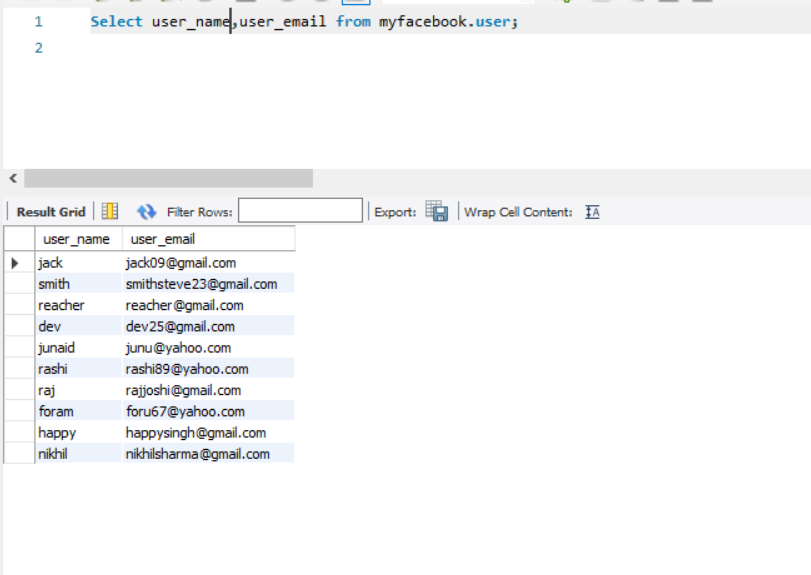 1 Select user_name,user_email from myfacebook.user;
2
Result Grid Filter Rows: Export: Wrap Cell Content: IA
user_name user_email
jack jack09@gmail.com
smith smithsteve23@gmail.com
reacher reacher@gmail.com
dev dev25@gmail.com
junaid junu@yahoo.com
rashi rashi89@yahoo.com
raj rajjoshi@gmail.com
foram foru67@yahoo.com
happy happysingh@gmail.com
nikhil nikhilsharma@gmail.com